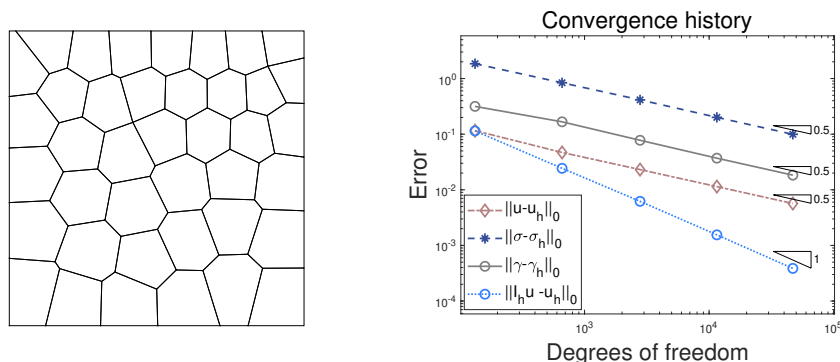 Convergence history
Error
10^0
10^-1
10^-2
10^-3
10^-4
0.5
0.5
0.5
1
||u-u_h||_0
||σ-σ_h||_0
||γ-γ_h||_0
||I_h u -u_h||_0
10^3
10^4
10^5
Degrees of freedom